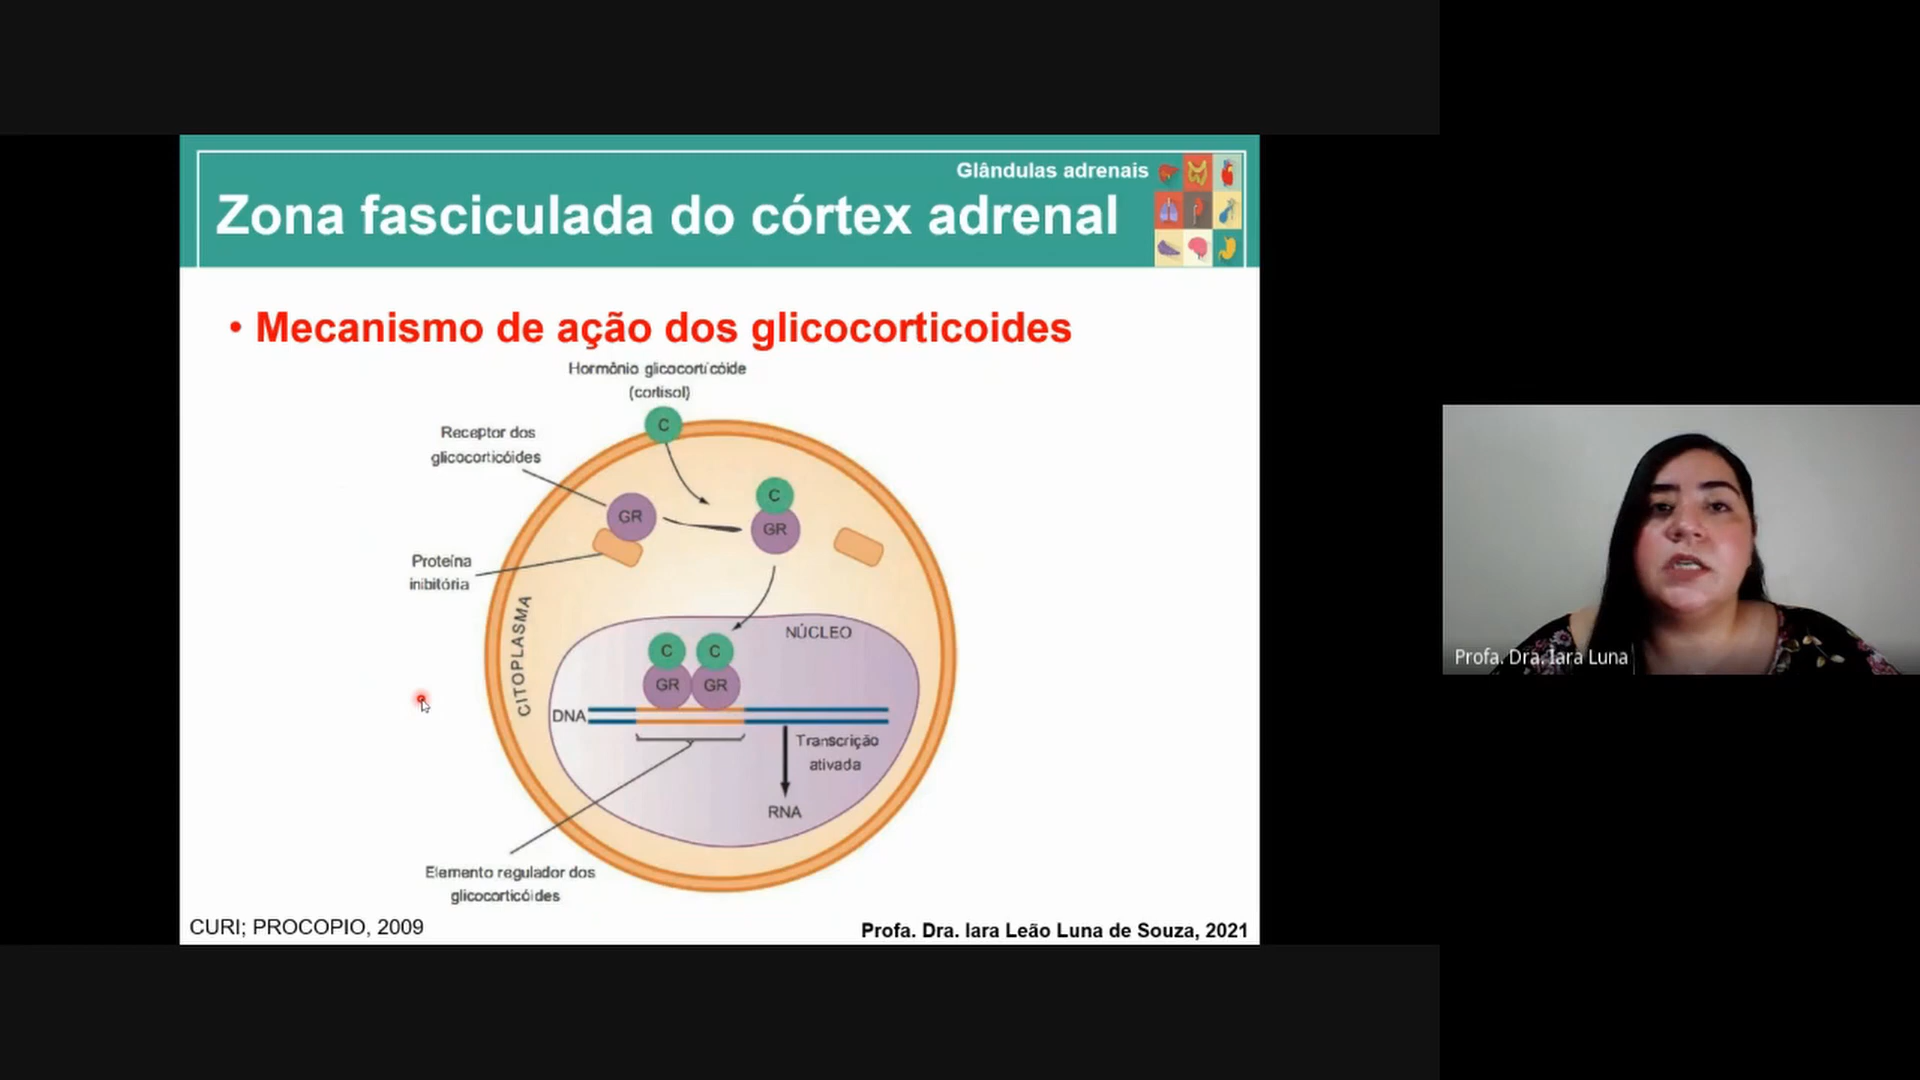 Glândulas adrenais
Zona fasciculada do córtex adrenal
• Mecanismo de ação dos glicocorticoides
Hormônio glicocorticóide
(cortisol)
C
Receptor dos
glicocorticóides
C
GR
GR
Proteína
inibitória
CITOPLASMA
NÚCLEO
C C
GR GR
DNA
Transcrição
ativada
RNA
Elemento regulador dos
glicocorticóides
CURI; PROCOPIO, 2009
Profa. Dra. Iara Leão Luna de Souza, 2021
Profa. Dra. Iara Luna